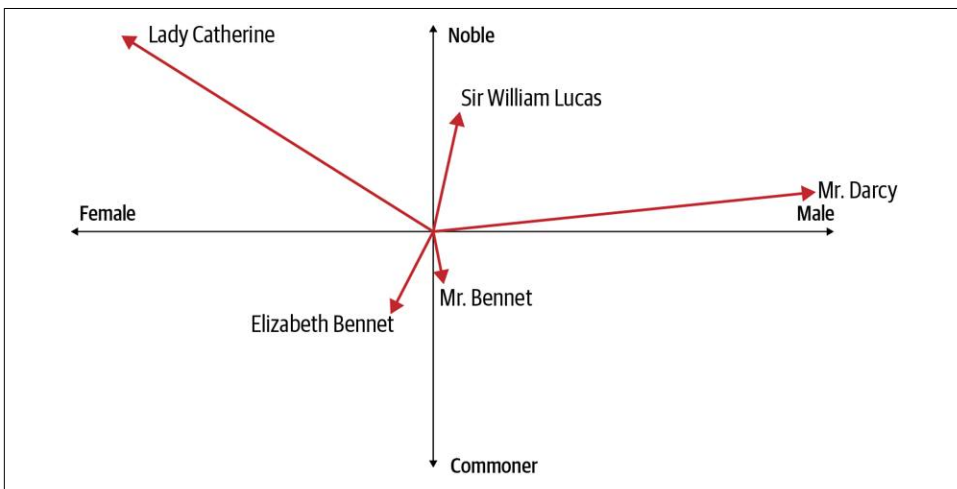 Lady Catherine
Noble
Sir William Lucas
Mr. Darcy
Female
Male
Mr. Bennet
Elizabeth Bennet
Commoner